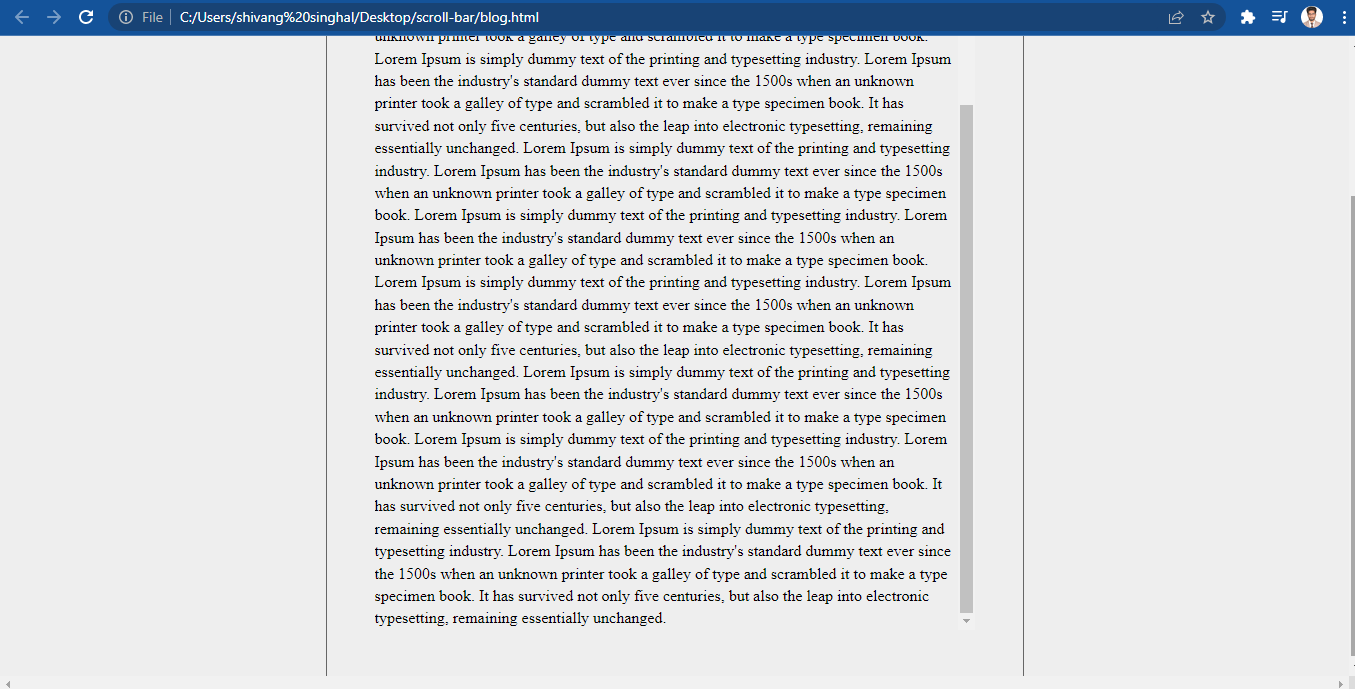 File
C:/Users/shivang%20singhal/Desktop/scroll-bar/blog.html
unknown printer took a galley of type and scrambled it to make a type specimen book.
Lorem Ipsum is simply dummy text of the printing and typesetting industry. Lorem Ipsum
has been the industry's standard dummy text ever since the 1500s when an unknown
printer took a galley of type and scrambled it to make a type specimen book. It has
survived not only five centuries, but also the leap into electronic typesetting, remaining
essentially unchanged. Lorem Ipsum is simply dummy text of the printing and typesetting
industry. Lorem Ipsum has been the industry's standard dummy text ever since the 1500s
when an unknown printer took a galley of type and scrambled it to make a type specimen
book. Lorem Ipsum is simply dummy text of the printing and typesetting industry. Lorem
Ipsum has been the industry's standard dummy text ever since the 1500s when an
unknown printer took a galley of type and scrambled it to make a type specimen book.
Lorem Ipsum is simply dummy text of the printing and typesetting industry. Lorem Ipsum
has been the industry's standard dummy text ever since the 1500s when an unknown
printer took a galley of type and scrambled it to make a type specimen book. It has
survived not only five centuries, but also the leap into electronic typesetting, remaining
essentially unchanged. Lorem Ipsum is simply dummy text of the printing and typesetting
industry. Lorem Ipsum has been the industry's standard dummy text ever since the 1500s
when an unknown printer took a galley of type and scrambled it to make a type specimen
book. Lorem Ipsum is simply dummy text of the printing and typesetting industry. Lorem
Ipsum has been the industry's standard dummy text ever since the 1500s when an
unknown printer took a galley of type and scrambled it to make a type specimen book. It
has survived not only five centuries, but also the leap into electronic typesetting,
remaining essentially unchanged. Lorem Ipsum is simply dummy text of the printing and
typesetting industry. Lorem Ipsum has been the industry's standard dummy text ever since
the 1500s when an unknown printer took a galley of type and scrambled it to make a type
specimen book. It has survived not only five centuries, but also the leap into electronic
typesetting, remaining essentially unchanged.